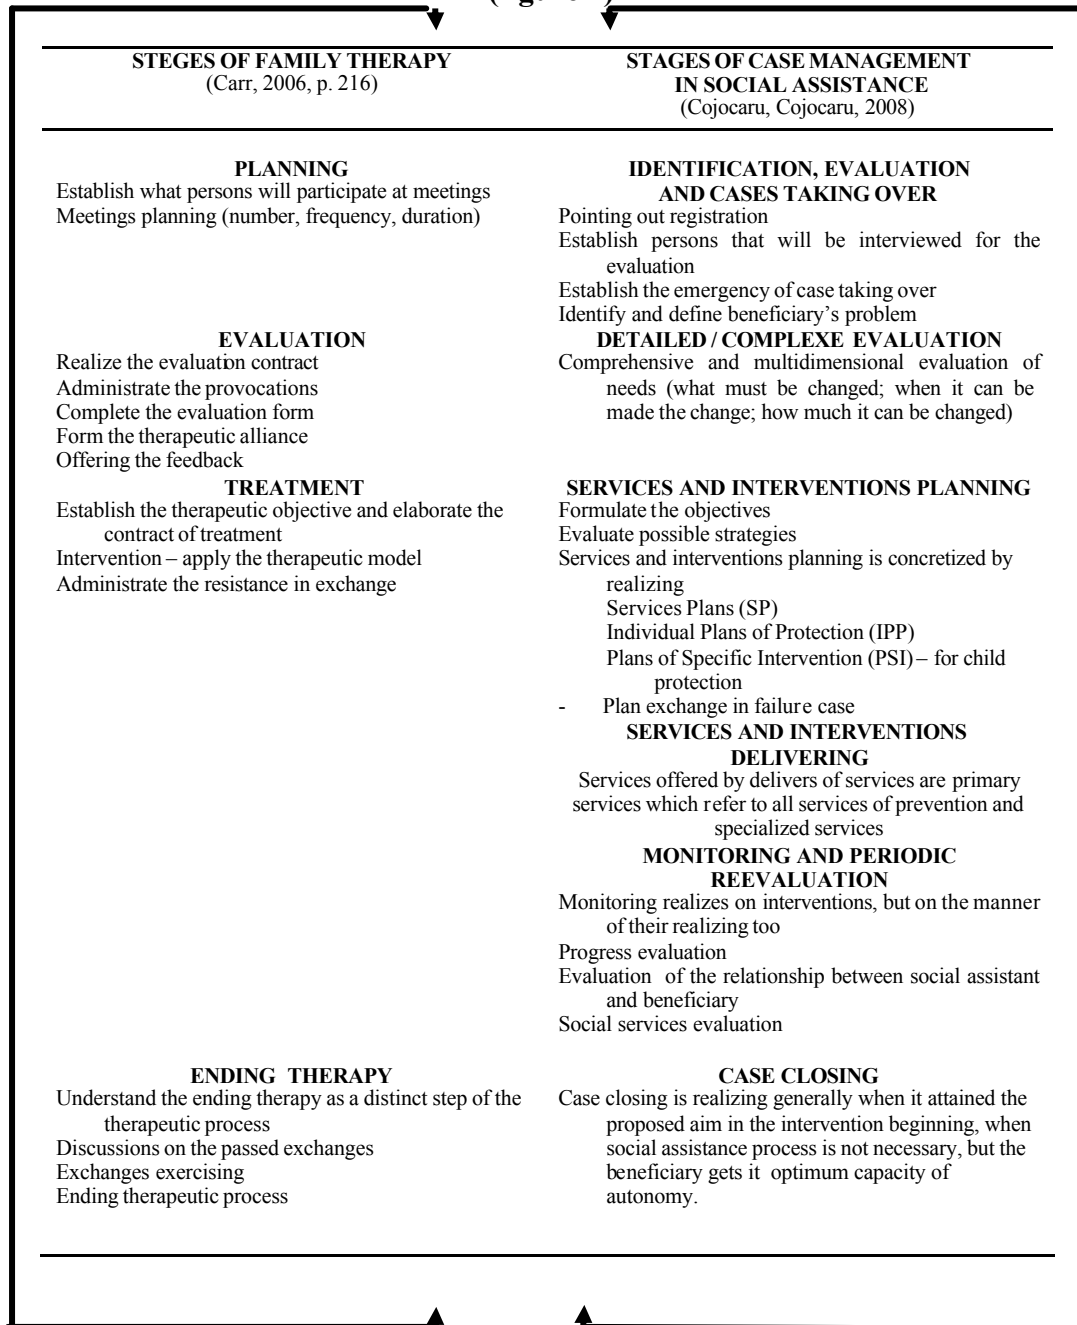 STEGES OF FAMILY THERAPY
(Carr, 2006, p. 216)
STAGES OF CASE MANAGEMENT
IN SOCIAL ASSISTANCE
(Cojocaru, Cojocaru, 2008)
PLANNING
Establish what persons will participate at meetings
Meetings planning (number, frequency, duration)
IDENTIFICATION, EVALUATION
AND CASES TAKING OVER
Pointing out registration
Establish persons that will be interviewed for the
evaluation
Establish the emergency of case taking over
Identify and define beneficiary's problem
EVALUATION
Realize the evaluation contract
Administrate the provocations
Complete the evaluation form
Form the therapeutic alliance
Offering the feedback
DETAILED / COMPLEXE EVALUATION
Comprehensive and multidimensional evaluation of
needs (what must be changed; when it can be
made the change; how much it can be changed)
TREATMENT
Establish the therapeutic objective and elaborate the
contract of treatment
Intervention – apply the therapeutic model
Administrate the resistance in exchange
SERVICES AND INTERVENTIONS PLANNING
Formulate the objectives
Evaluate possible strategies
Services and interventions planning is concretized by
realizing
Services Plans (SP)
Individual Plans of Protection (IPP)
Plans of Specific Intervention (PSI) – for child
protection
- Plan exchange in failure case
SERVICES AND INTERVENTIONS
DELIVERING
Services offered by delivers of services are primary
services which refer to all services of prevention and
specialized services
MONITORING AND PERIODIC
REEVALUATION
Monitoring realizes on interventions, but on the manner
of their realizing too
Progress evaluation
Evaluation of the relationship between social assistant
and beneficiary
Social services evaluation
ENDING THERAPY
Understand the ending therapy as a distinct step of the
therapeutic process
Discussions on the passed exchanges
Exchanges exercising
Ending therapeutic process
CASE CLOSING
Case closing is realizing generally when it attained the
proposed aim in the intervention beginning, when
social assistance process is not necessary, but the
beneficiary gets it optimum capacity of
autonomy.